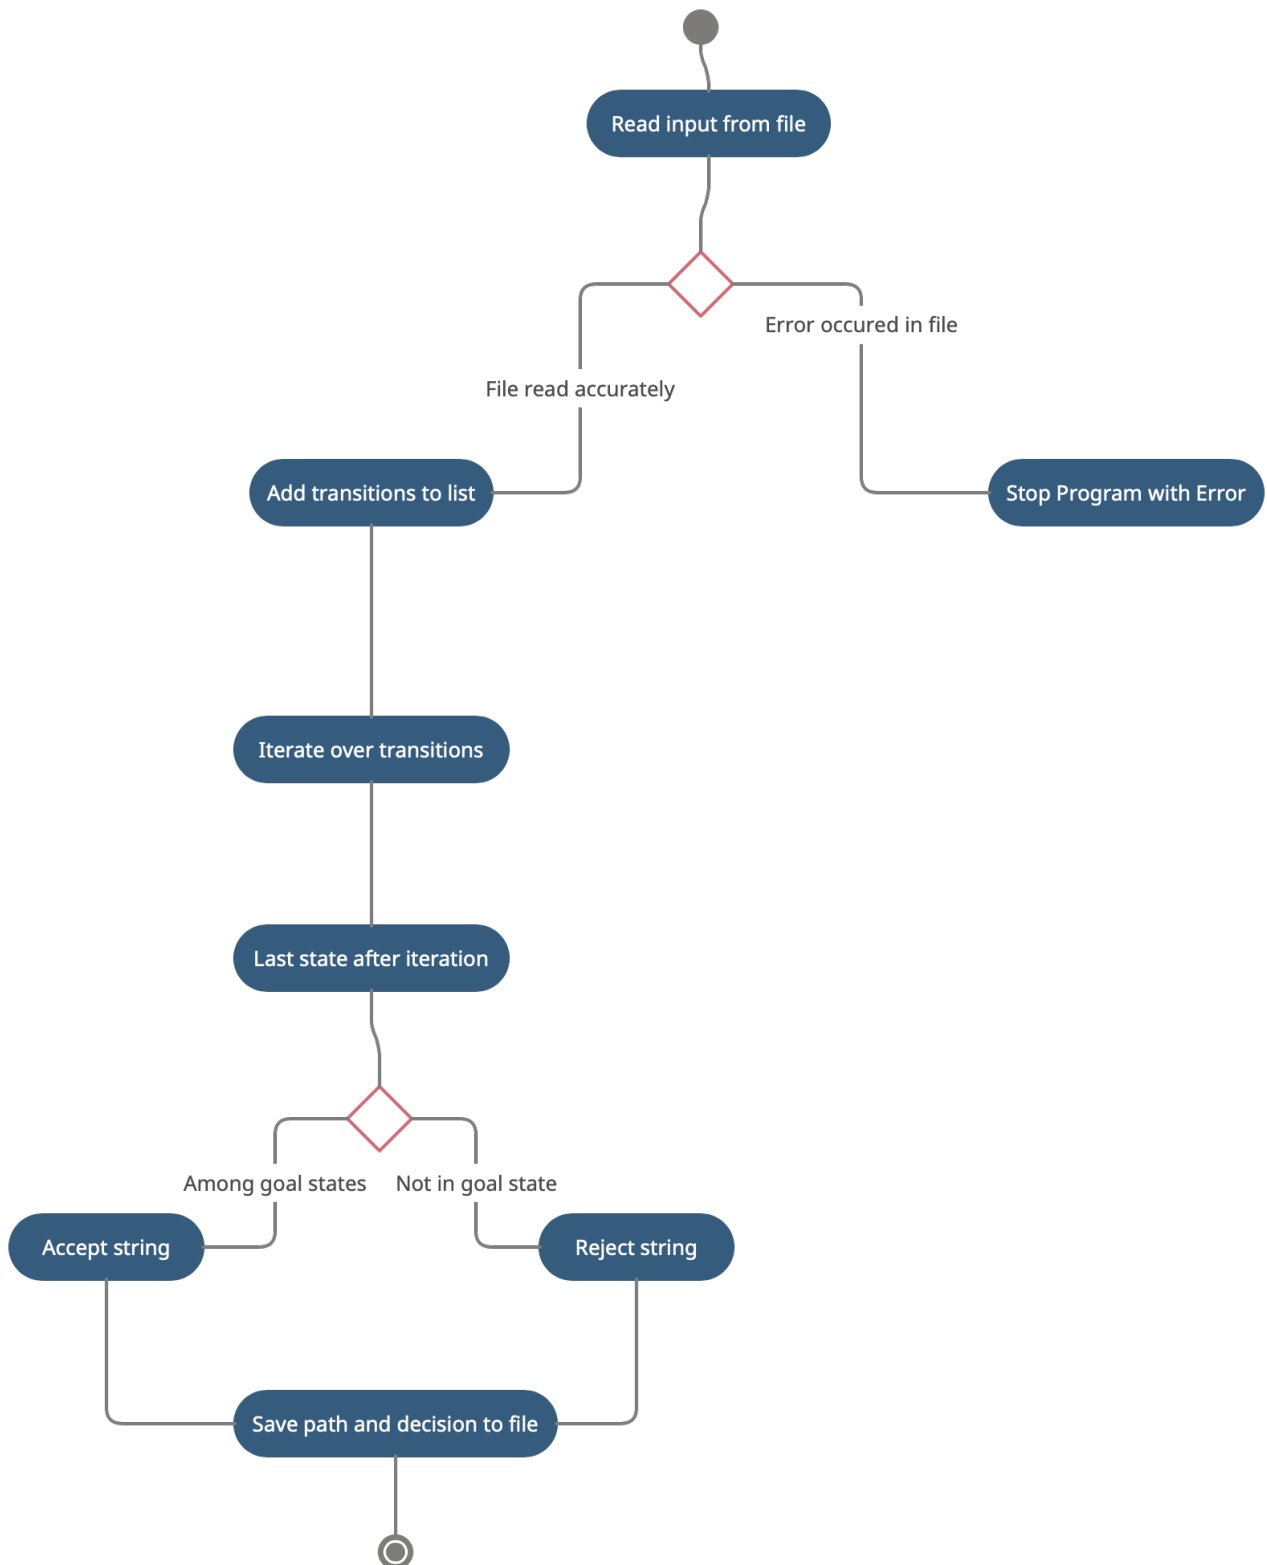 Read input from file
Error occured in file
File read accurately
Add transitions to list
Stop Program with Error
Iterate over transitions
Last state after iteration
Among goal states
Not in goal state
Accept string
Reject string
Save path and decision to file